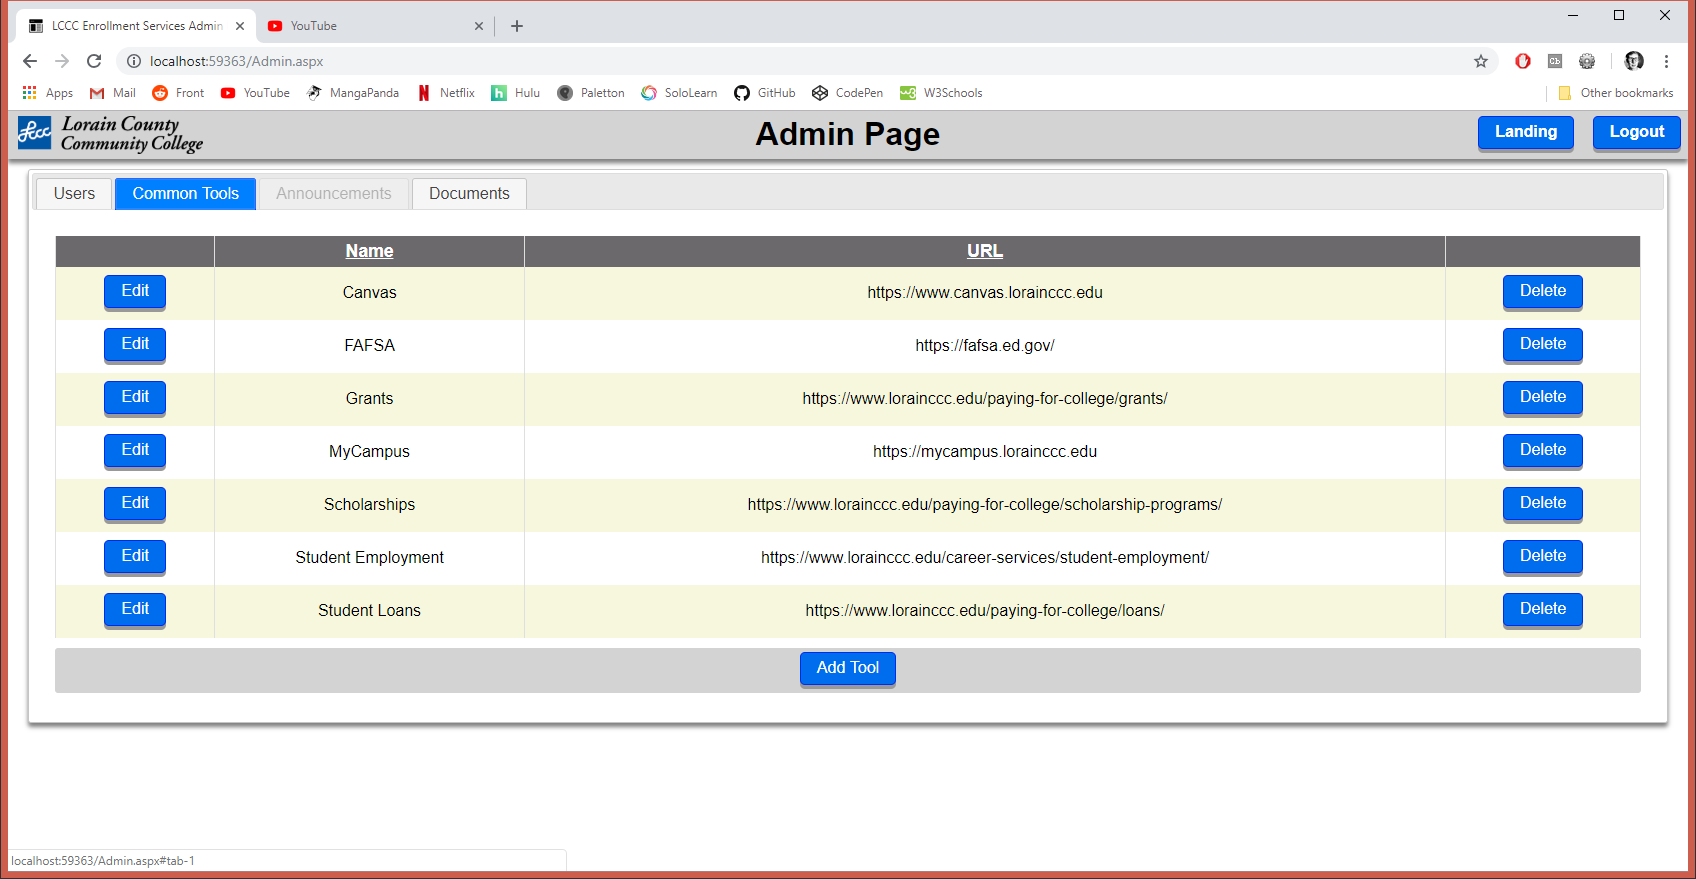 LCCC Enrollment Services Admin
YouTube
localhost:59363/Admin.aspx
Apps Mail Front YouTube MangaPanda Netflix Hulu Paletton SoloLearn GitHub CodePen W3Schools Other bookmarks
Lorain County
Community College
Admin Page
Landing Logout
Users Common Tools Announcements Documents
Name URL
Edit Canvas https://www.canvas.lorainccc.edu Delete
Edit FAFSA https://fafsa.ed.gov/ Delete
Edit Grants https://www.lorainccc.edu/paying-for-college/grants/ Delete
Edit MyCampus https://mycampus.lorainccc.edu Delete
Edit Scholarships https://www.lorainccc.edu/paying-for-college/scholarship-programs/ Delete
Edit Student Employment https://www.lorainccc.edu/career-services/student-employment/ Delete
Edit Student Loans https://www.lorainccc.edu/paying-for-college/loans/ Delete
Add Tool
localhost:59363/Admin.aspx#tab-1